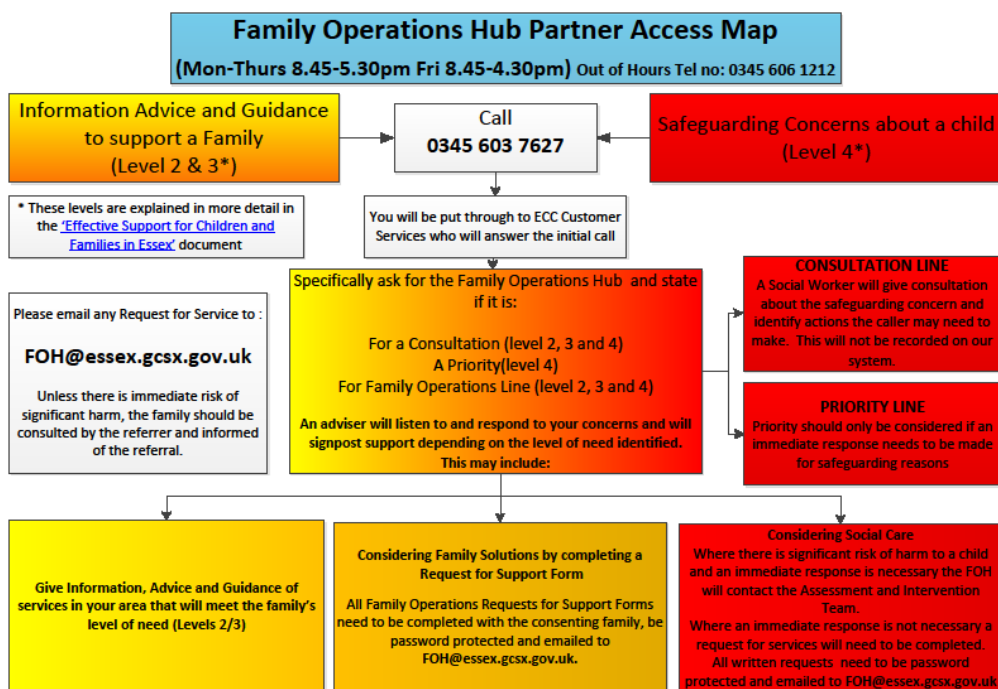 Family Operations Hub Partner Access Map
(Mon-Thurs 8.45-5.30pm Fri 8.45-4.30pm) Out of Hours Tel no: 0345 606 1212
Information Advice and Guidance
to support a Family
(Level 2 & 3*)
Call
0345 603 7627
Safeguarding Concerns about a child
(Level 4*)
* These levels are explained in more detail in
the 'Effective Support for Children and
Families in Essex' document
You will be put through to ECC Customer
Services who will answer the initial call
Please email any Request for Service to :
FOH@essex.gcsx.gov.uk
Unless there is immediate risk of
significant harm, the family should be
consulted by the referrer and informed
of the referral.
Specifically ask for the Family Operations Hub and state
if it is:
For a Consultation (level 2, 3 and 4)
A Priority(level 4)
For Family Operations Line (level 2, 3 and 4)
An adviser will listen to and respond to your concerns and will
signpost support depending on the level of need identified.
This may include:
CONSULTATION LINE
A Social Worker will give consultation
about the safeguarding concern and
identify actions the caller may need to
make. This will not be recorded on our
system.
PRIORITY LINE
Priority should only be considered if an
immediate response needs to be made
for safeguarding reasons
Give Information, Advice and Guidance of
services in your area that will meet the family's
level of need (Levels 2/3)
Considering Family Solutions by completing a
Request for Support Form
All Family Operations Requests for Support Forms
need to be completed with the consenting family, be
password protected and emailed to
FOH@essex.gcsx.gov.uk.
Considering Social Care
Where there is significant risk of harm to a child
and an immediate response is necessary the FOH
will contact the Assessment and Intervention
Team.
Where an immediate response is not necessary a
request for services will need to be completed.
All written requests need to be password
protected and emailed to FOH@essex.gcsx.gov.uk